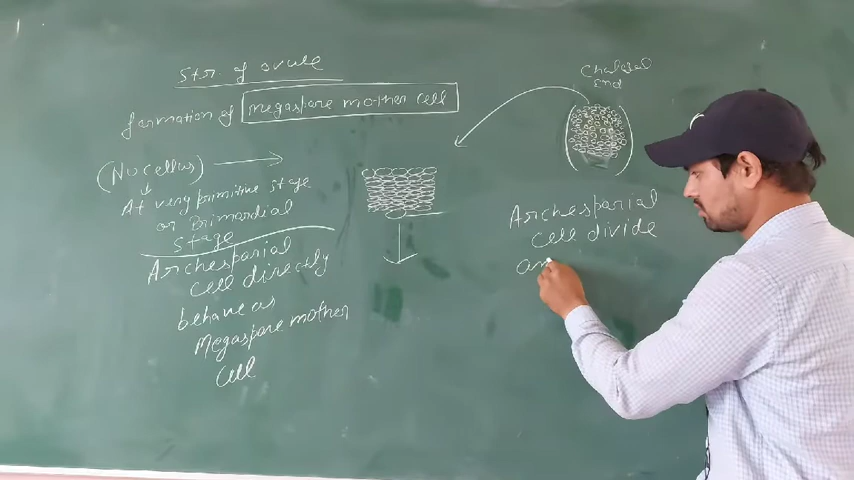 Str. of ovule
formation of megaspore mother cell
(Nucellus)
At very primitive stage
or Primardial
stage
Archesparial
cell directly
behave as
Megaspore mother
cell
Chalazal
End
Archesparial
cell divide
an